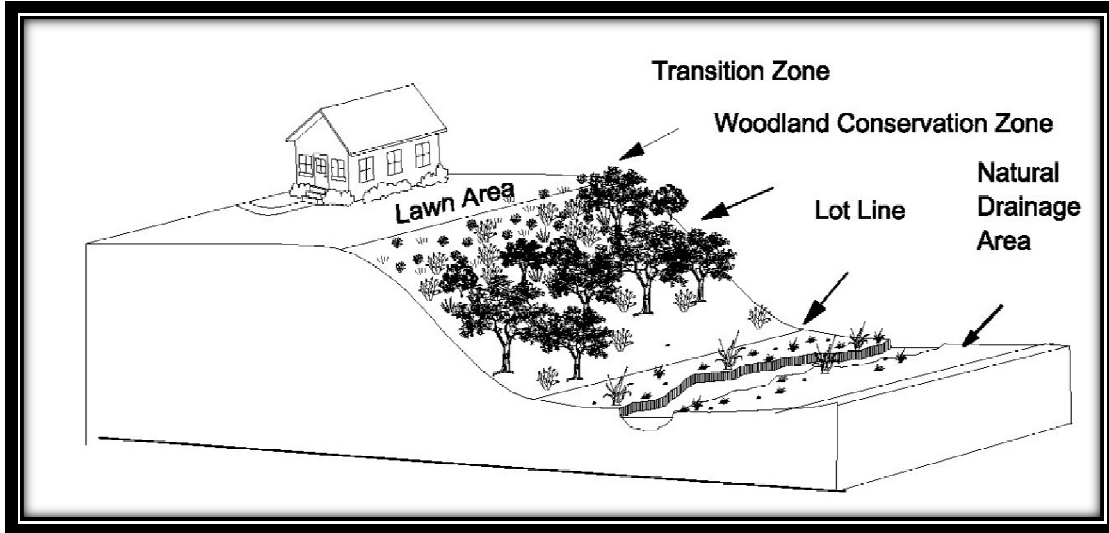 Transition Zone
Woodland Conservation Zone
Natural
Drainage
Area
Lot Line
Lawn Area